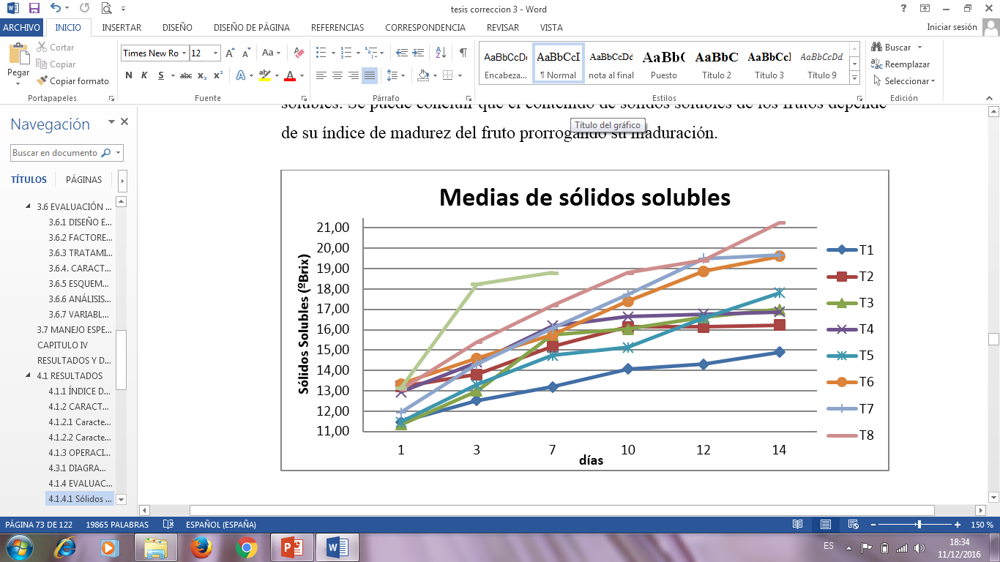 tesis correccion 3 - Word
ARCHIVO INICIO INSERTAR DISEÑO DISEÑO DE PÁGINA REFERENCIAS CORRESPONDENCIA REVISAR VISTA Iniciar sesión
Pegar
Cortar
Copiar
Copiar formato
Portapapeles
Times New Ro 12
N K S abc x₂ x²
Fuente
Párrafo
AaBbCcDc AaBbCcI AaBbCcDd AaBb( AaBbC AaBbCcl AaBbCcDd.
Encabeza... ¶ Normal nota al final Puesto Título 2 Título 3 Título 9
Estilos
Buscar
Reemplazar
Seleccionar
Edición
Navegación
Buscar en documento
TÍTULOS PÁGINAS
3.6 EVALUACIÓN ...
3.6.1 DISEÑO E...
3.6.2 FACTORE...
3.6.3 TRATAMI...
3.6.4. CARACT...
3.6.5 ESQUEM...
3.6.6 ANÁLISIS...
3.6.7 VARIABL...
3.7 MANEJO ESPE...
CAPITULO IV
RESULTADOS Y D...
4.1 RESULTADOS
4.1.1 ÍNDICE D...
4.1.2 CARACT...
4.1.2.1 Caracte...
4.1.2.2 Caracte...
4.1.3 OPERACI...
4.3.1 DIAGRA...
4.1.4 EVALUAC...
4.1.4.1 Sólidos ...
solubles. Se puede concluir que el contenido de sólidos solubles de los frutos depende
Título del gráfico
de su índice de madurez del fruto prorrogando su maduración.
Medias de sólidos solubles
Sólidos Solubles (ºBrix)
21,00
20,00
19,00
18,00
17,00
16,00
15,00
14,00
13,00
12,00
11,00
1 3 7 10 12 14
días
T1
T2
T3
T4
T5
T6
T7
T8
PÁGINA 73 DE 122 19865 PALABRAS ESPAÑOL (ESPAÑA) 150 %
ES
18:34
11/12/2016